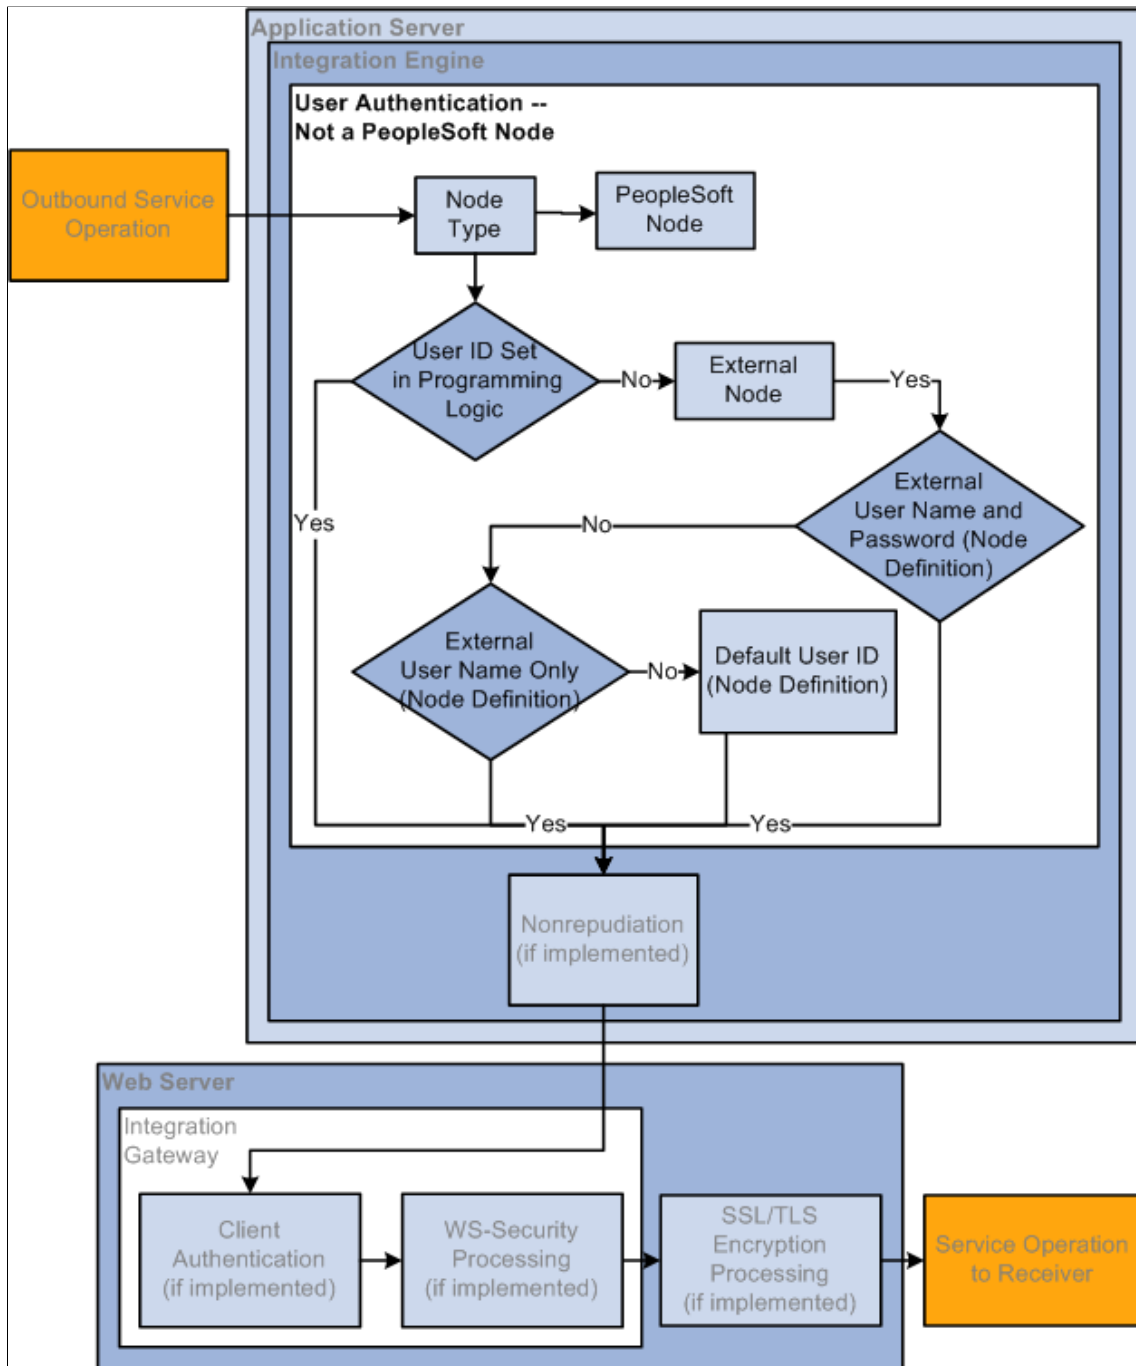 Application Server
Integration Engine
User Authentication --
Not a PeopleSoft Node
Outbound Service
Operation
Node
Type
PeopleSoft
Node
User ID Set
in Programming
Logic
No
External
Node
Yes
External
User Name and
Password (Node
Definition)
Yes
No
External
User Name Only
(Node Definition)
No
Default User ID
(Node Definition)
Yes
Yes
Nonrepudiation
(if implemented)
Web Server
Integration
Gateway
Client
Authentication
(if implemented)
WS-Security
Processing
(if implemented)
SSL/TLS
Encryption
Processing
(if implemented)
Service Operation
to Receiver